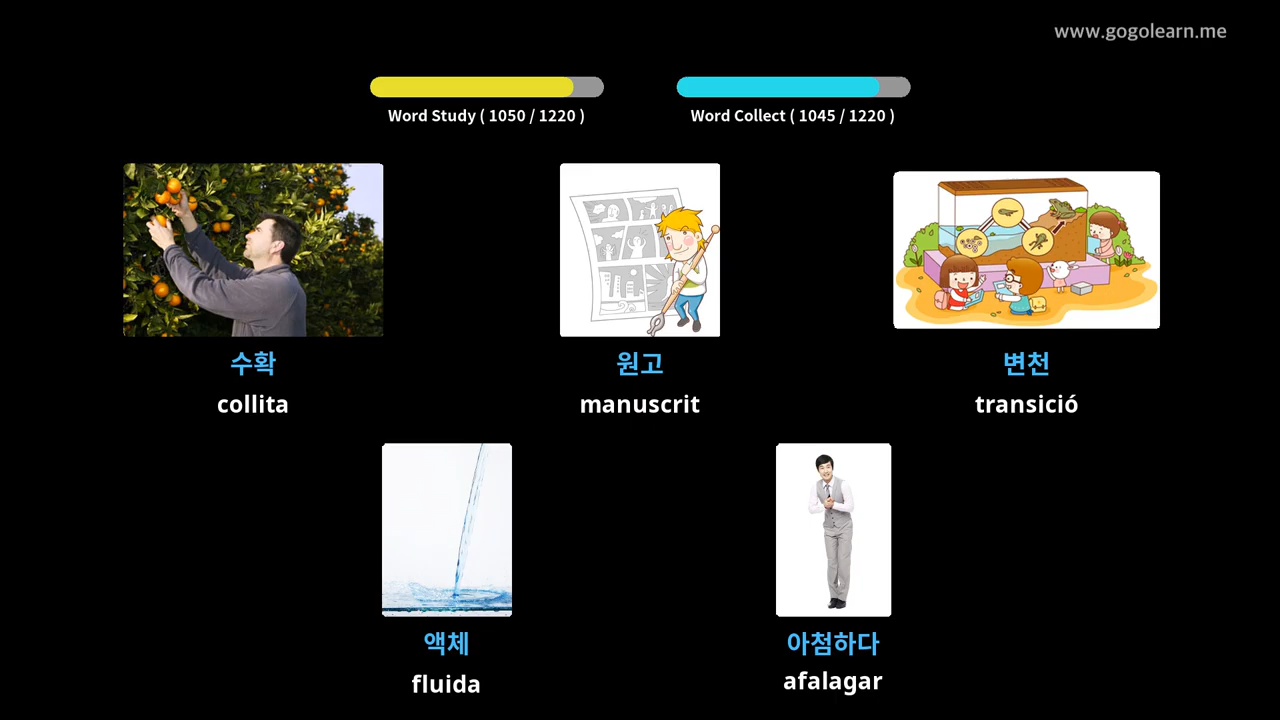 www.gogolearn.me
Word Study ( 1050 / 1220 )
Word Collect ( 1045 / 1220 )
수확
collita
원고
manuscrit
변천
transició
액체
fluida
아첨하다
afalagar